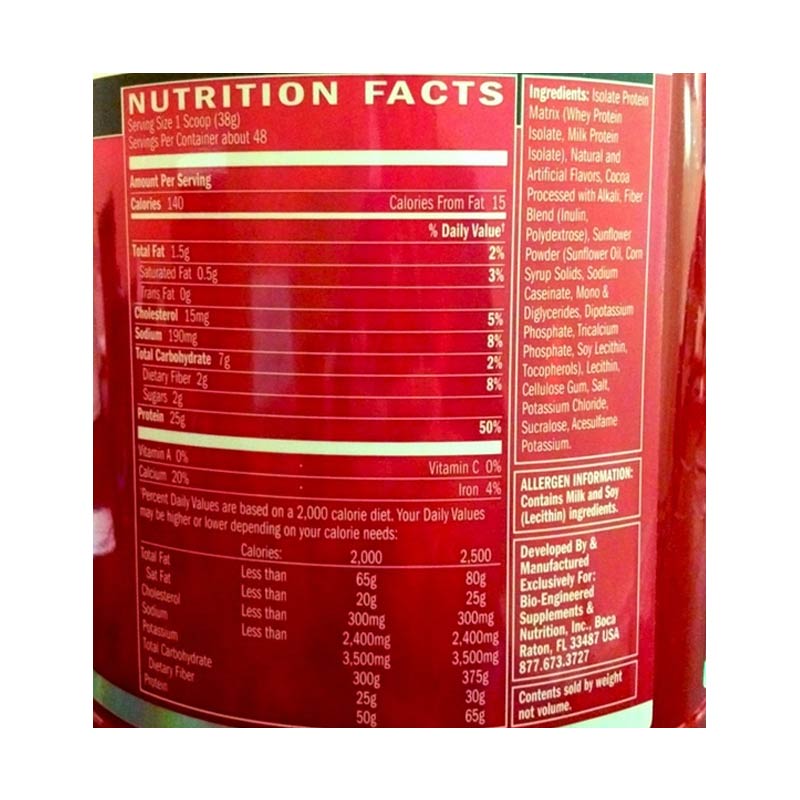 NUTRITION FACTS
Serving Size 1 Scoop (38g)
Servings Per Container about 48
Amount Per Serving
Calories 140 Calories From Fat 15
% Daily Value†
Total Fat 1.5g 2%
Saturated Fat 0.5g 3%
Trans Fat 0g
Cholesterol 15mg 5%
Sodium 190mg 8%
Total Carbohydrate 7g 2%
Dietary Fiber 2g 8%
Sugars 2g
Protein 25g 50%
Vitamin A 0% · Vitamin C 0%
Calcium 20% · Iron 4%
†Percent Daily Values are based on a 2,000 calorie diet. Your Daily Values
may be higher or lower depending on your calorie needs:
Calories: 2,000 2,500
Total Fat Less than 65g 80g
Sat Fat Less than 20g 25g
Cholesterol Less than 300mg 300mg
Sodium Less than 2,400mg 2,400mg
Potassium 3,500mg 3,500mg
Total Carbohydrate 300g 375g
Dietary Fiber 25g 30g
Protein 50g 65g
Ingredients: Isolate Protein
Matrix (Whey Protein
Isolate, Milk Protein
Isolate), Natural and
Artificial Flavors, Cocoa
Processed with Alkali, Fiber
Blend (Inulin,
Polydextrose), Sunflower
Powder (Sunflower Oil, Corn
Syrup Solids, Sodium
Caseinate, Mono &
Diglycerides, Dipotassium
Phosphate, Tricalcium
Phosphate, Soy Lecithin,
Tocopherols), Lecithin,
Cellulose Gum, Salt,
Potassium Chloride,
Sucralose, Acesulfame
Potassium.
ALLERGEN INFORMATION:
Contains Milk and Soy
(Lecithin) ingredients.
Developed By &
Manufactured
Exclusively For:
Bio-Engineered
Supplements &
Nutrition, Inc., Boca
Raton, FL 33487 USA
877.673.3727
Contents sold by weight
not volume.